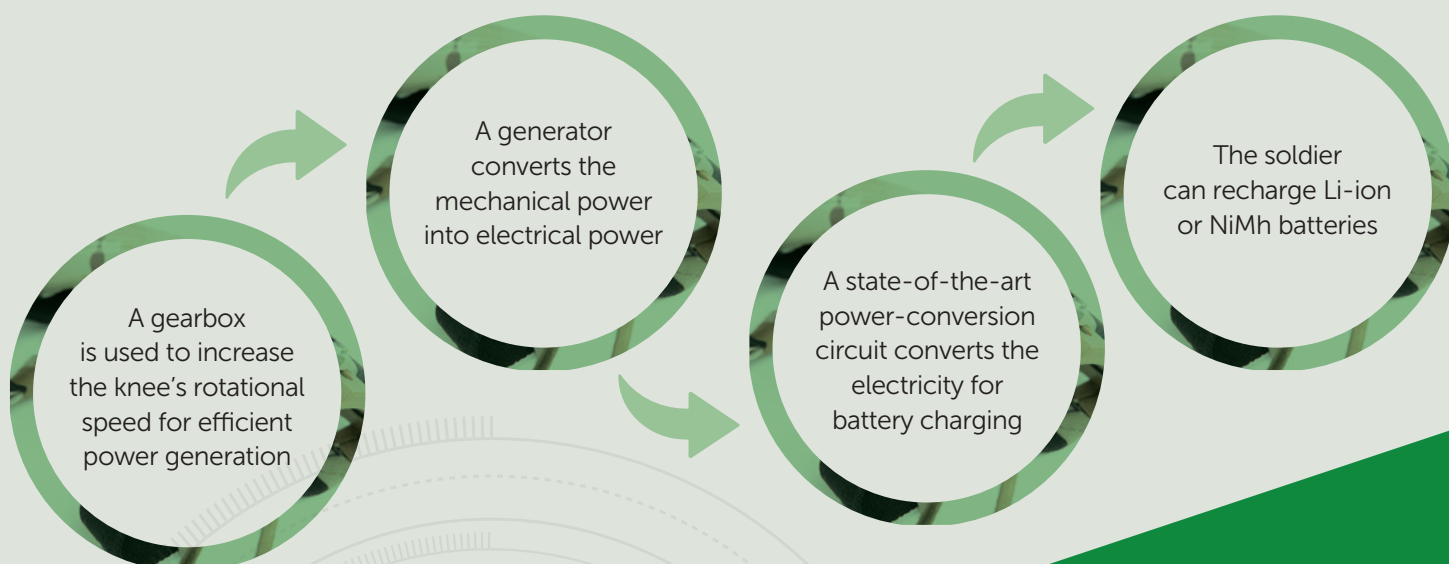 A gearbox
is used to increase
the knee's rotational
speed for efficient
power generation
A generator
converts the
mechanical power
into electrical power
A state-of-the-art
power-conversion
circuit converts the
electricity for
battery charging
The soldier
can recharge Li-ion
or NiMh batteries